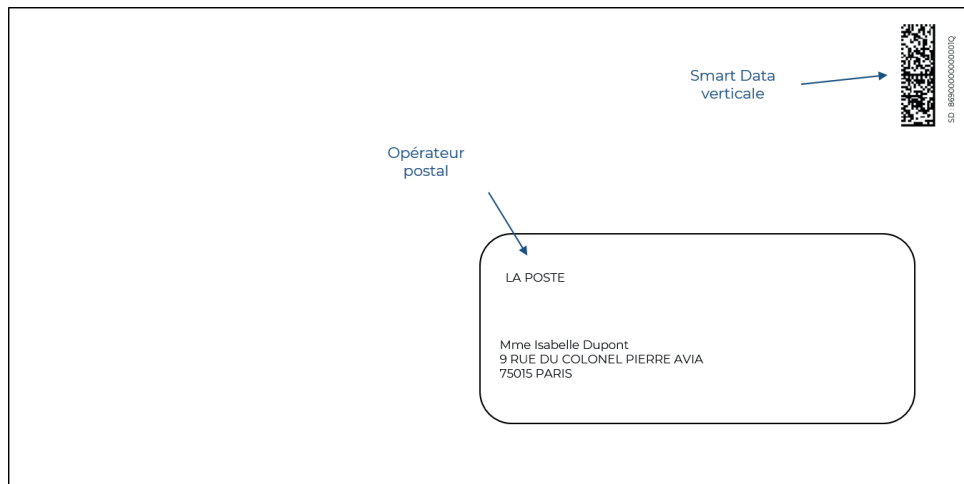 Smart Data
verticale
Opérateur
postal
LA POSTE
Mme Isabelle Dupont
9 RUE DU COLONEL PIERRE AVIA
75015 PARIS